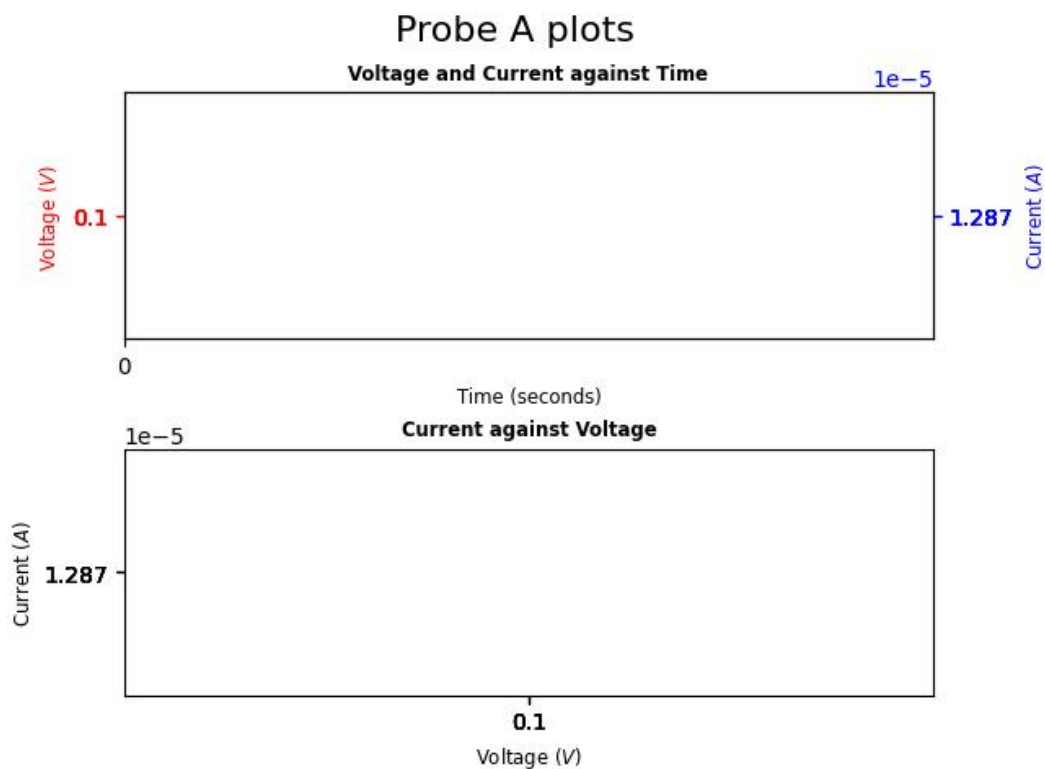 Probe A plots
Voltage and Current against Time
1e−5
Voltage (V)
0.1
1.287
Current (A)
0
Time (seconds)
Current against Voltage
1e−5
Current (A)
1.287
0.1
Voltage (V)